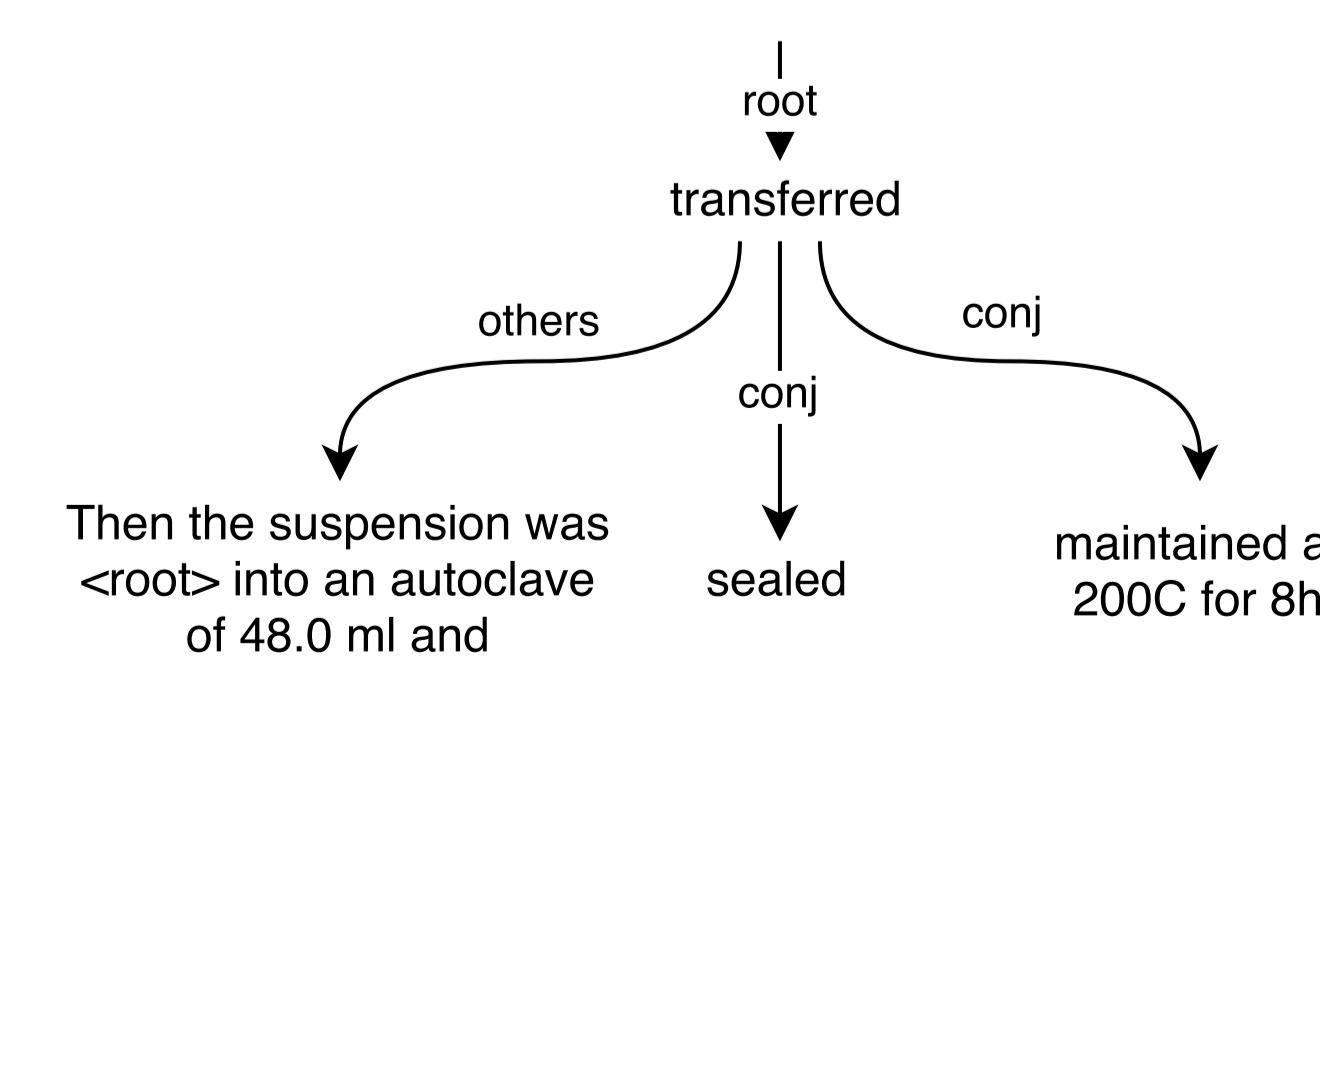 root
transferred
others
conj
conj
Then the suspension was
<root> into an autoclave
of 48.0 ml and
sealed
maintained
200C for 8h